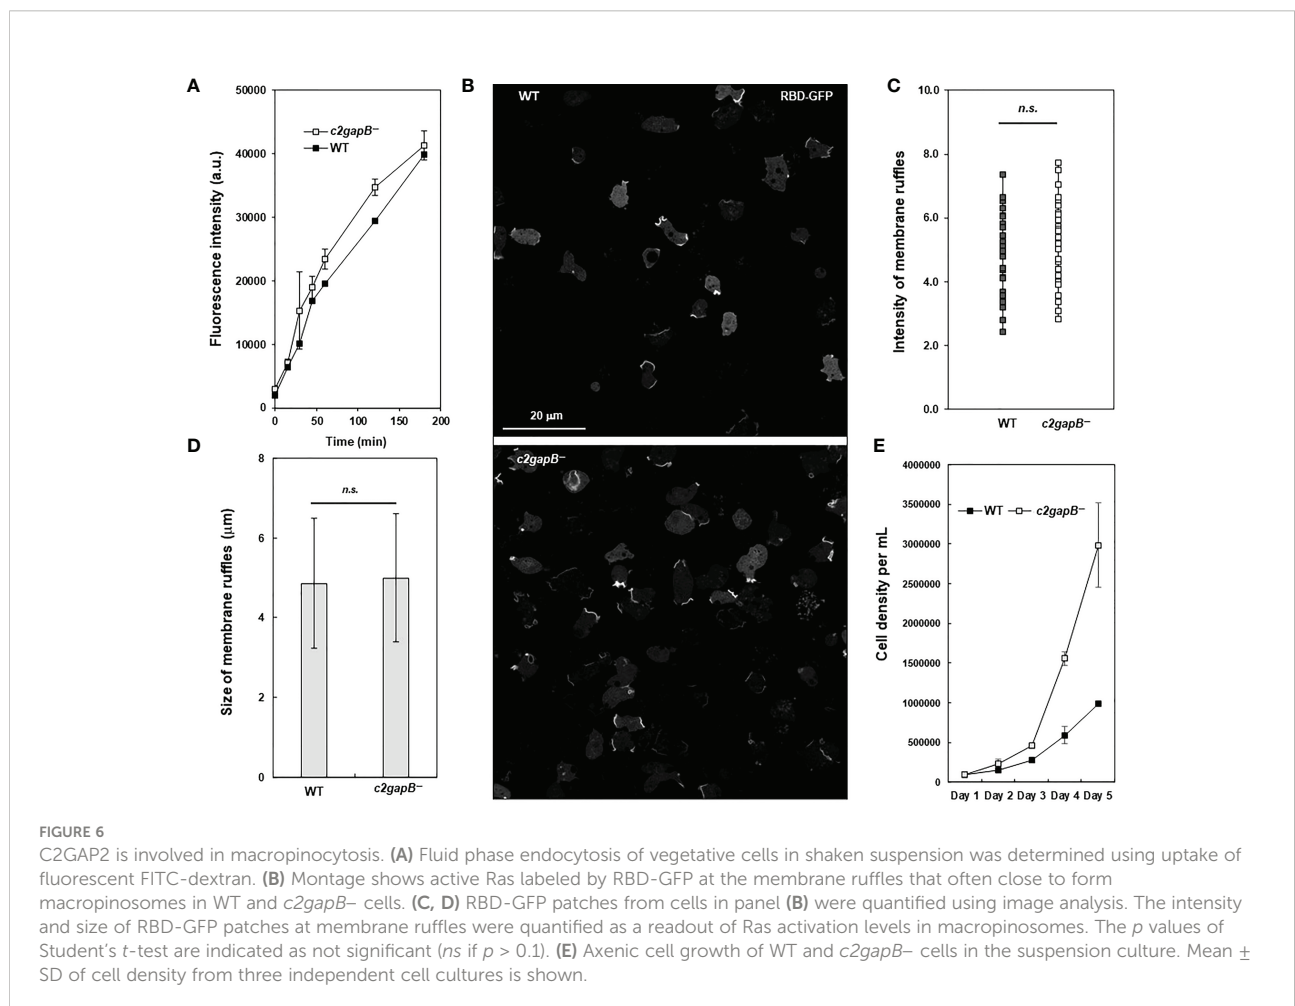 A
50000
40000
30000
20000
10000
0
0 50 100 150 200
Fluorescence intensity (a.u.)
Time (min)
c2gapB–
WT
B
WT
RBD-GFP
20 µm
c2gapB–
C
10.0
8.0
6.0
4.0
2.0
0.0
Intensity of membrane ruffles
n.s.
WT c2gapB–
D
8
6
4
2
0
Size of membrane ruffles (µm)
n.s.
WT c2gapB–
E
4000000
3500000
3000000
2500000
2000000
1500000
1000000
500000
0
Cell density per mL
WT c2gapB–
Day 1 Day 2 Day 3 Day 4 Day 5
FIGURE 6
C2GAP2 is involved in macropinocytosis. (A) Fluid phase endocytosis of vegetative cells in shaken suspension was determined using uptake of
fluorescent FITC-dextran. (B) Montage shows active Ras labeled by RBD-GFP at the membrane ruffles that often close to form
macropinosomes in WT and c2gapB– cells. (C, D) RBD-GFP patches from cells in panel (B) were quantified using image analysis. The intensity
and size of RBD-GFP patches at membrane ruffles were quantified as a readout of Ras activation levels in macropinosomes. The p values of
Student's t-test are indicated as not significant (ns if p > 0.1). (E) Axenic cell growth of WT and c2gapB– cells in the suspension culture. Mean ±
SD of cell density from three independent cell cultures is shown.